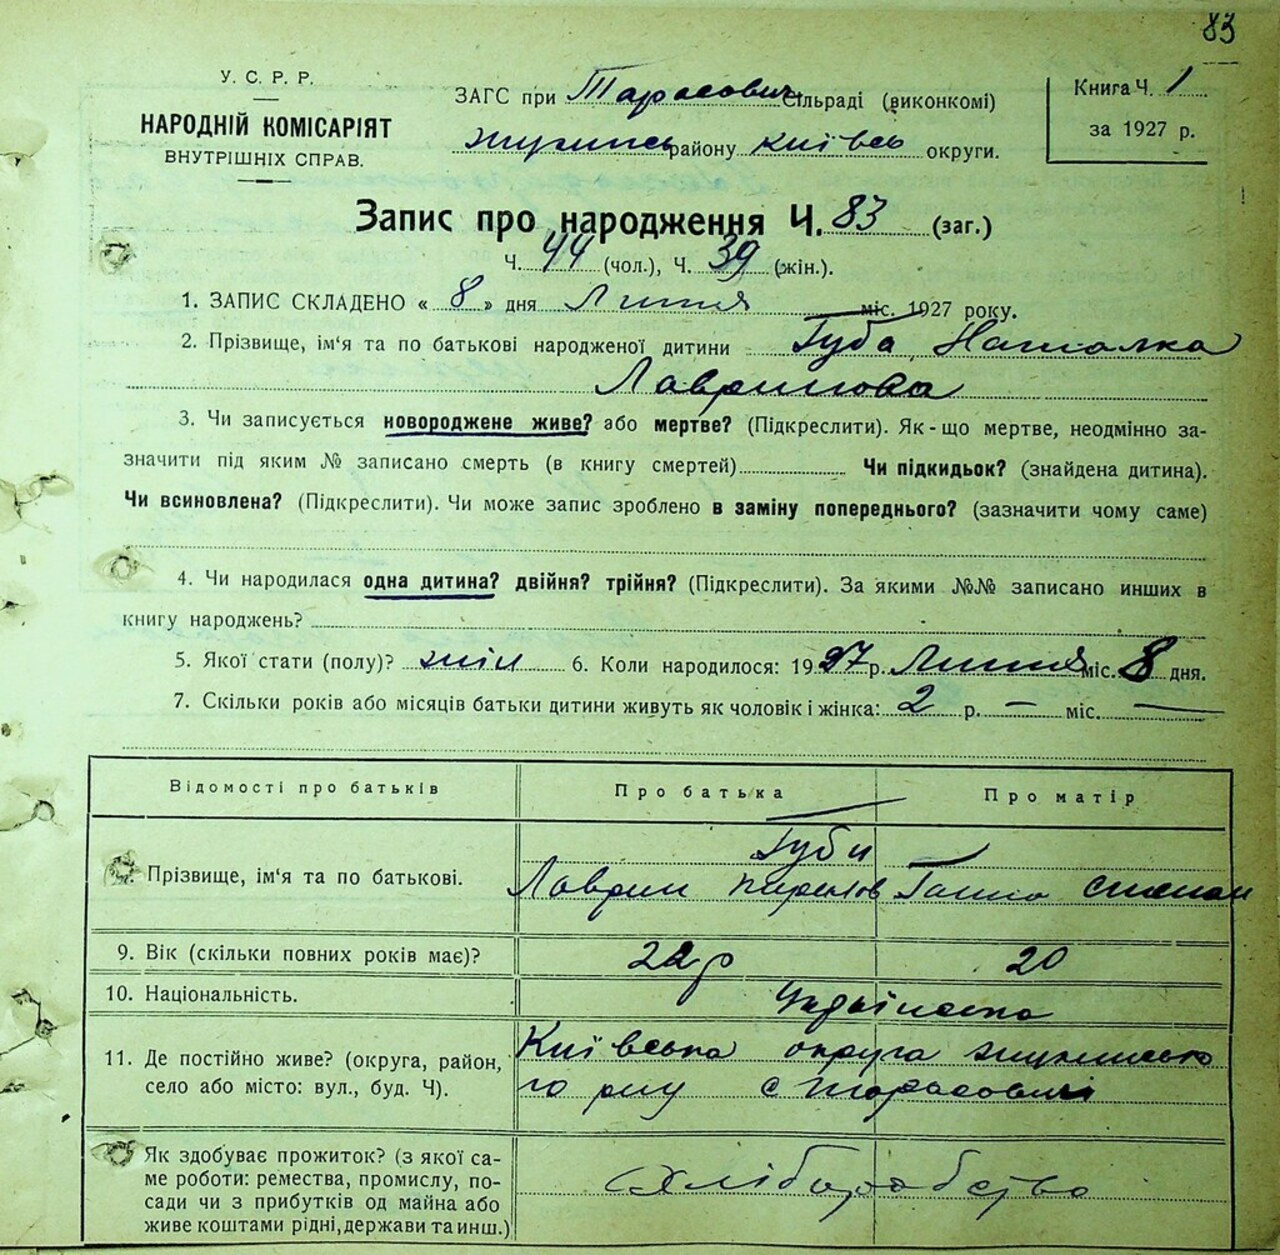 83
У. С. Р. Р.
НАРОДНІЙ КОМІСАРІЯТ
ВНУТРІШНІХ СПРАВ.
ЗАГС при Тарасович Сільраді (виконкомі)
району київсь округи.
Книга Ч. 1
за 1927 р.
Запис про народження Ч. 83 (заг.)
Ч. 44 (чол.), Ч. 39 (жін.).
1. ЗАПИС СКЛАДЕНО « 8 » дня Липня міс. 1927 року.
2. Прізвище, ім‘я та по батькові народженої дитини Губа Наталка
Лавринова
3. Чи записується новороджене живе? або мертве? (Підкреслити). Як-що мертве, неодмінно за-
значити під яким № записано смерть (в книгу смертей) Чи підкидьок? (знайдена дитина).
Чи всиновлена? (Підкреслити). Чи може запис зроблено в заміну попереднього? (зазначити чому саме)
4. Чи народилася одна дитина? двійня? трійня? (Підкреслити). За якими №№ записано инших в
книгу народжень?
5. Якої стати (полу)? жін 6. Коли народилося: 1927 р. Липня міс. 8 дня.
7. Скільки років або місяців батьки дитини живуть як чоловік і жінка: 2 р. — міс. —
Відомості про батьків Про батька Про матір
Губи
8. Прізвище, ім‘я та по батькові. Лаврин Ганна Степан
9. Вік (скільки повних років має)? 22 р 20
10. Національність. Українська
11. Де постійно живе? (округа, район, Київська округа
село або місто: вул., буд. Ч). го рну с Тарасовичі
Як здобуває прожиток? (з якої са-
ме роботи: ремества, промислу, по-
сади чи з прибутків од майна або
живе коштами рідні, держави та инш.) Хліборобство